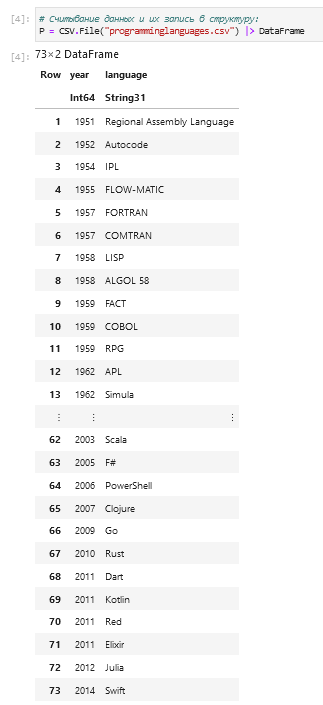 [4]: # Считывание данных и их запись в структуру:
P = CSV.File("programminglanguages.csv") |> DataFrame
[4]: 73×2 DataFrame
Row year language
Int64 String31
1 1951 Regional Assembly Language
2 1952 Autocode
3 1954 IPL
4 1955 FLOW-MATIC
5 1957 FORTRAN
6 1957 COMTRAN
7 1958 LISP
8 1958 ALGOL 58
9 1959 FACT
10 1959 COBOL
11 1959 RPG
12 1962 APL
13 1962 Simula
⋮ ⋮ ⋮
62 2003 Scala
63 2005 F#
64 2006 PowerShell
65 2007 Clojure
66 2009 Go
67 2010 Rust
68 2011 Dart
69 2011 Kotlin
70 2011 Red
71 2011 Elixir
72 2012 Julia
73 2014 Swift